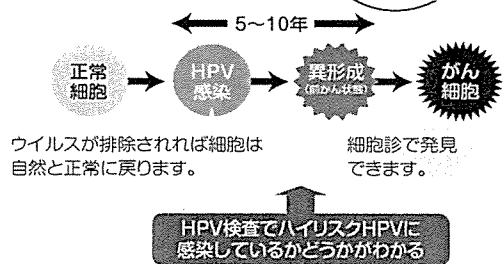 5～10年
正常
細胞
HPV
感染
異形成
(前がん状態)
がん
細胞
ウイルスが排除されれば細胞は
自然と正常に戻ります。
細胞診で発見
できます。
HPV検査でハイリスクHPVに
感染しているかどうかがわかる